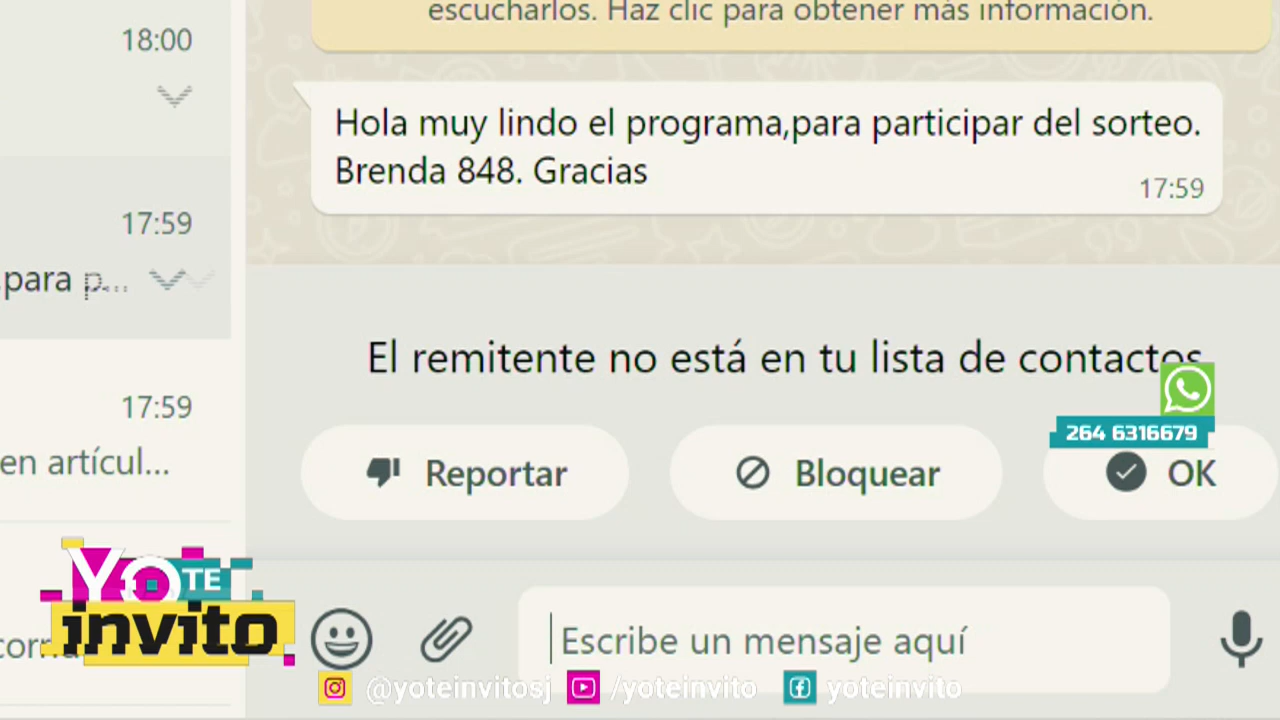 escucharlos. Haz clic para obtener más información.
18:00
Hola muy lindo el programa,para participar del sorteo.
Brenda 848. Gracias
17:59
17:59
para p...
El remitente no está en tu lista de contactos
17:59
en artícul...
264 6316679
Reportar
Bloquear
OK
YO TE
invito
Escribe un mensaje aquí
@yoteinvitosj
/yoteinvito
yoteinvito